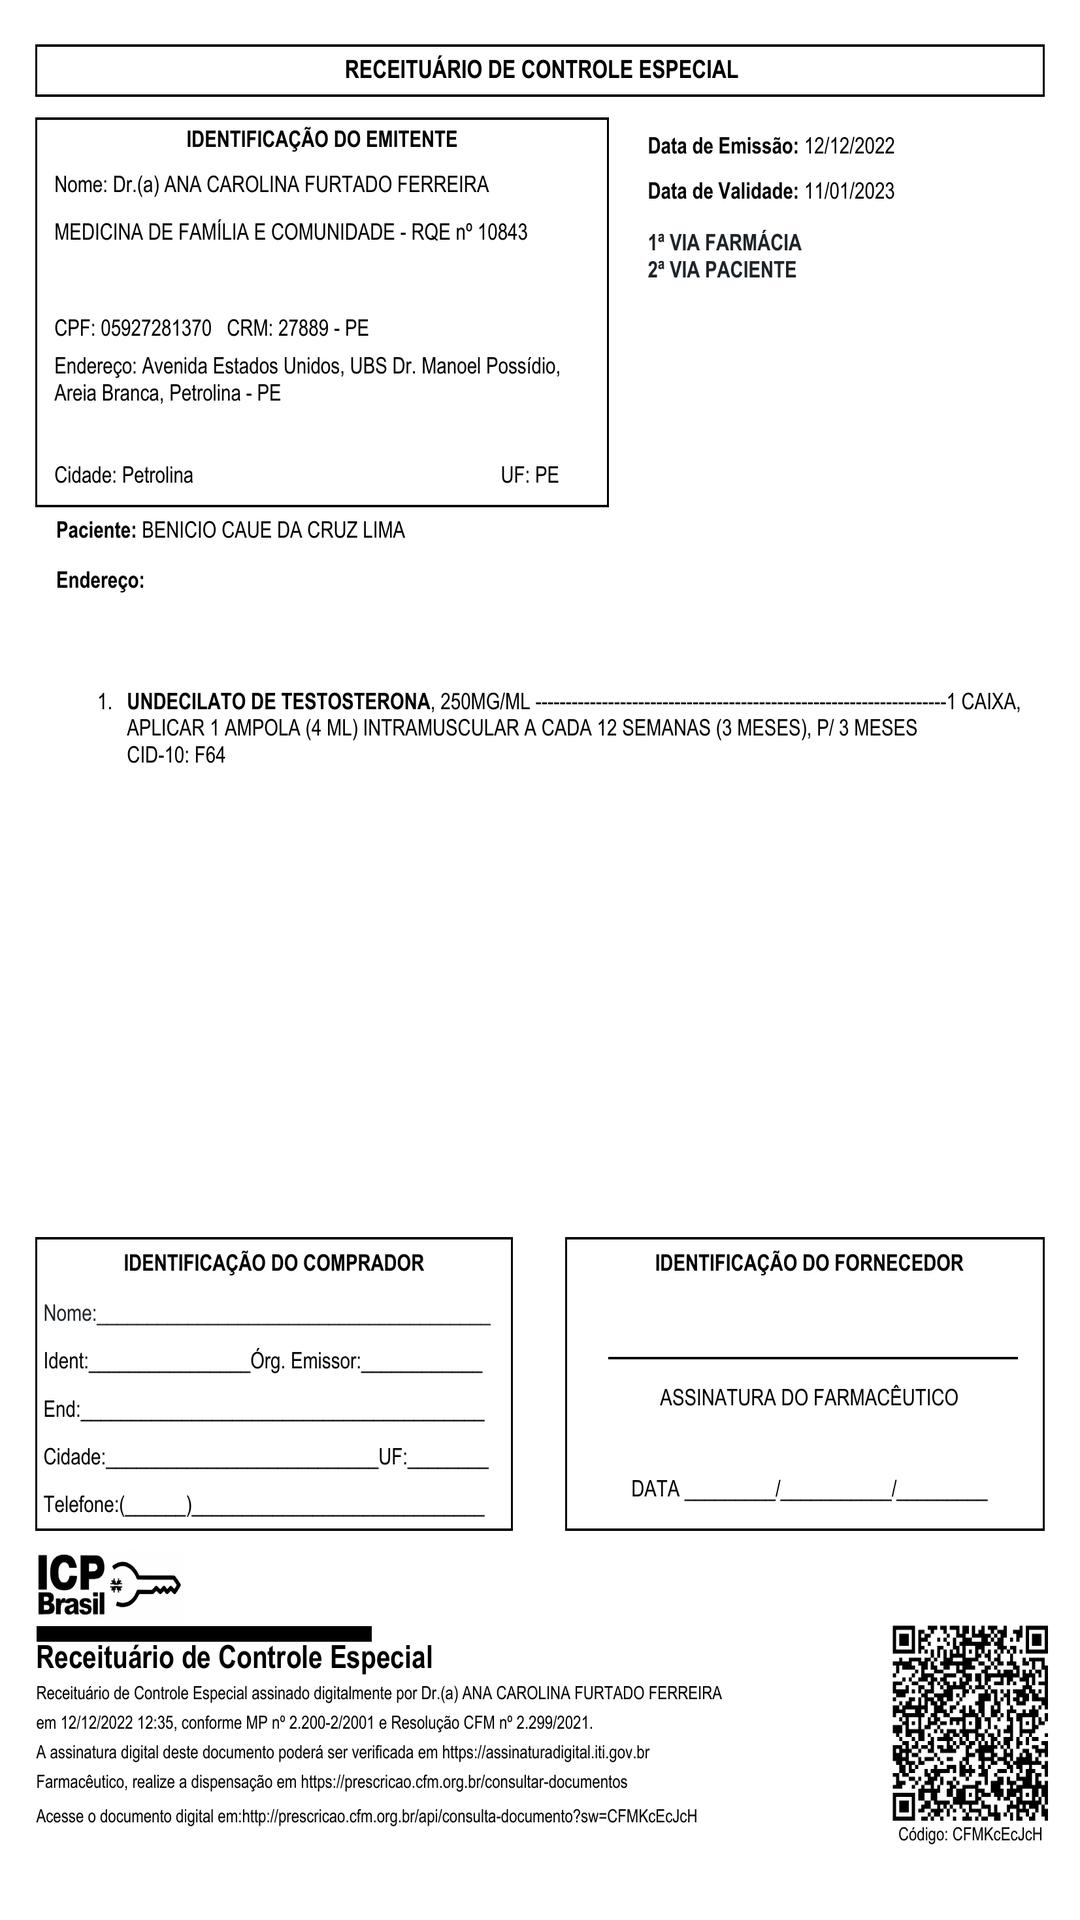 RECEITUÁRIO DE CONTROLE ESPECIAL
IDENTIFICAÇÃO DO EMITENTE
Nome: Dr.(a) ANA CAROLINA FURTADO FERREIRA
MEDICINA DE FAMÍLIA E COMUNIDADE - RQE nº 10843
CPF: 05927281370 CRM: 27889 - PE
Endereço: Avenida Estados Unidos, UBS Dr. Manoel Possídio,
Areia Branca, Petrolina - PE
Cidade: Petrolina UF: PE
Data de Emissão: 12/12/2022
Data de Validade: 11/01/2023
1ª VIA FARMÁCIA
2ª VIA PACIENTE
Paciente: BENICIO CAUE DA CRUZ LIMA
Endereço:
1. UNDECILATO DE TESTOSTERONA, 250MG/ML --------------------------------------------------------------------1 CAIXA,
APLICAR 1 AMPOLA (4 ML) INTRAMUSCULAR A CADA 12 SEMANAS (3 MESES), P/ 3 MESES
CID-10: F64
IDENTIFICAÇÃO DO COMPRADOR
Nome:_______________________________________
Ident:________________Órg. Emissor:____________
End:________________________________________
Cidade:___________________________UF:________
Telefone:(______)_____________________________
IDENTIFICAÇÃO DO FORNECEDOR
ASSINATURA DO FARMACÊUTICO
DATA _________/___________/_________
ICP
Brasil
Receituário de Controle Especial
Receituário de Controle Especial assinado digitalmente por Dr.(a) ANA CAROLINA FURTADO FERREIRA
em 12/12/2022 12:35, conforme MP nº 2.200-2/2001 e Resolução CFM nº 2.299/2021.
A assinatura digital deste documento poderá ser verificada em https://assinaturadigital.iti.gov.br
Farmacêutico, realize a dispensação em https://prescricao.cfm.org.br/consultar-documentos
Acesse o documento digital em:http://prescricao.cfm.org.br/api/consulta-documento?sw=CFMKcEcJcH
Código: CFMKcEcJcH